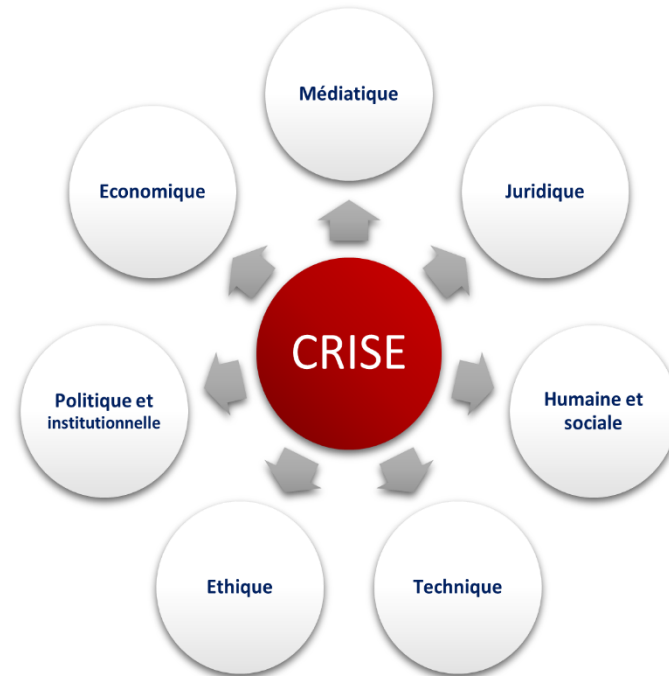 Médiatique
Economique
Juridique
CRISE
Politique et
institutionnelle
Humaine et
sociale
Ethique
Technique